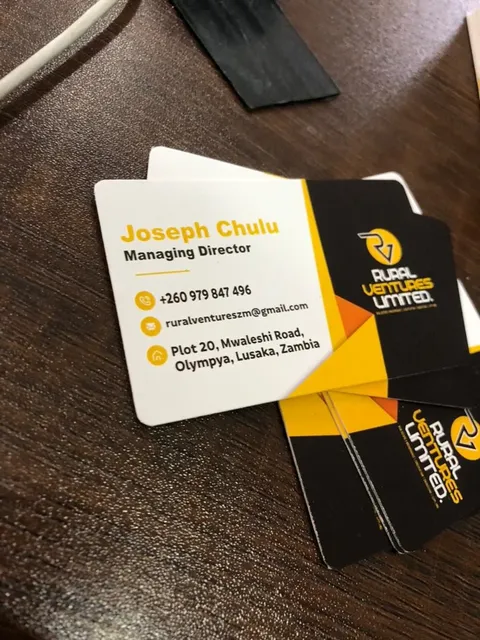 Joseph Chulu
Managing Director
+260 979 847 496
ruralventureszm@gmail.com
Plot 20, Mwaleshi Road,
Olympya, Lusaka, Zambia
RURAL
VENTURES
LIMITED.
RURAL
VENTURES
LIMITED.